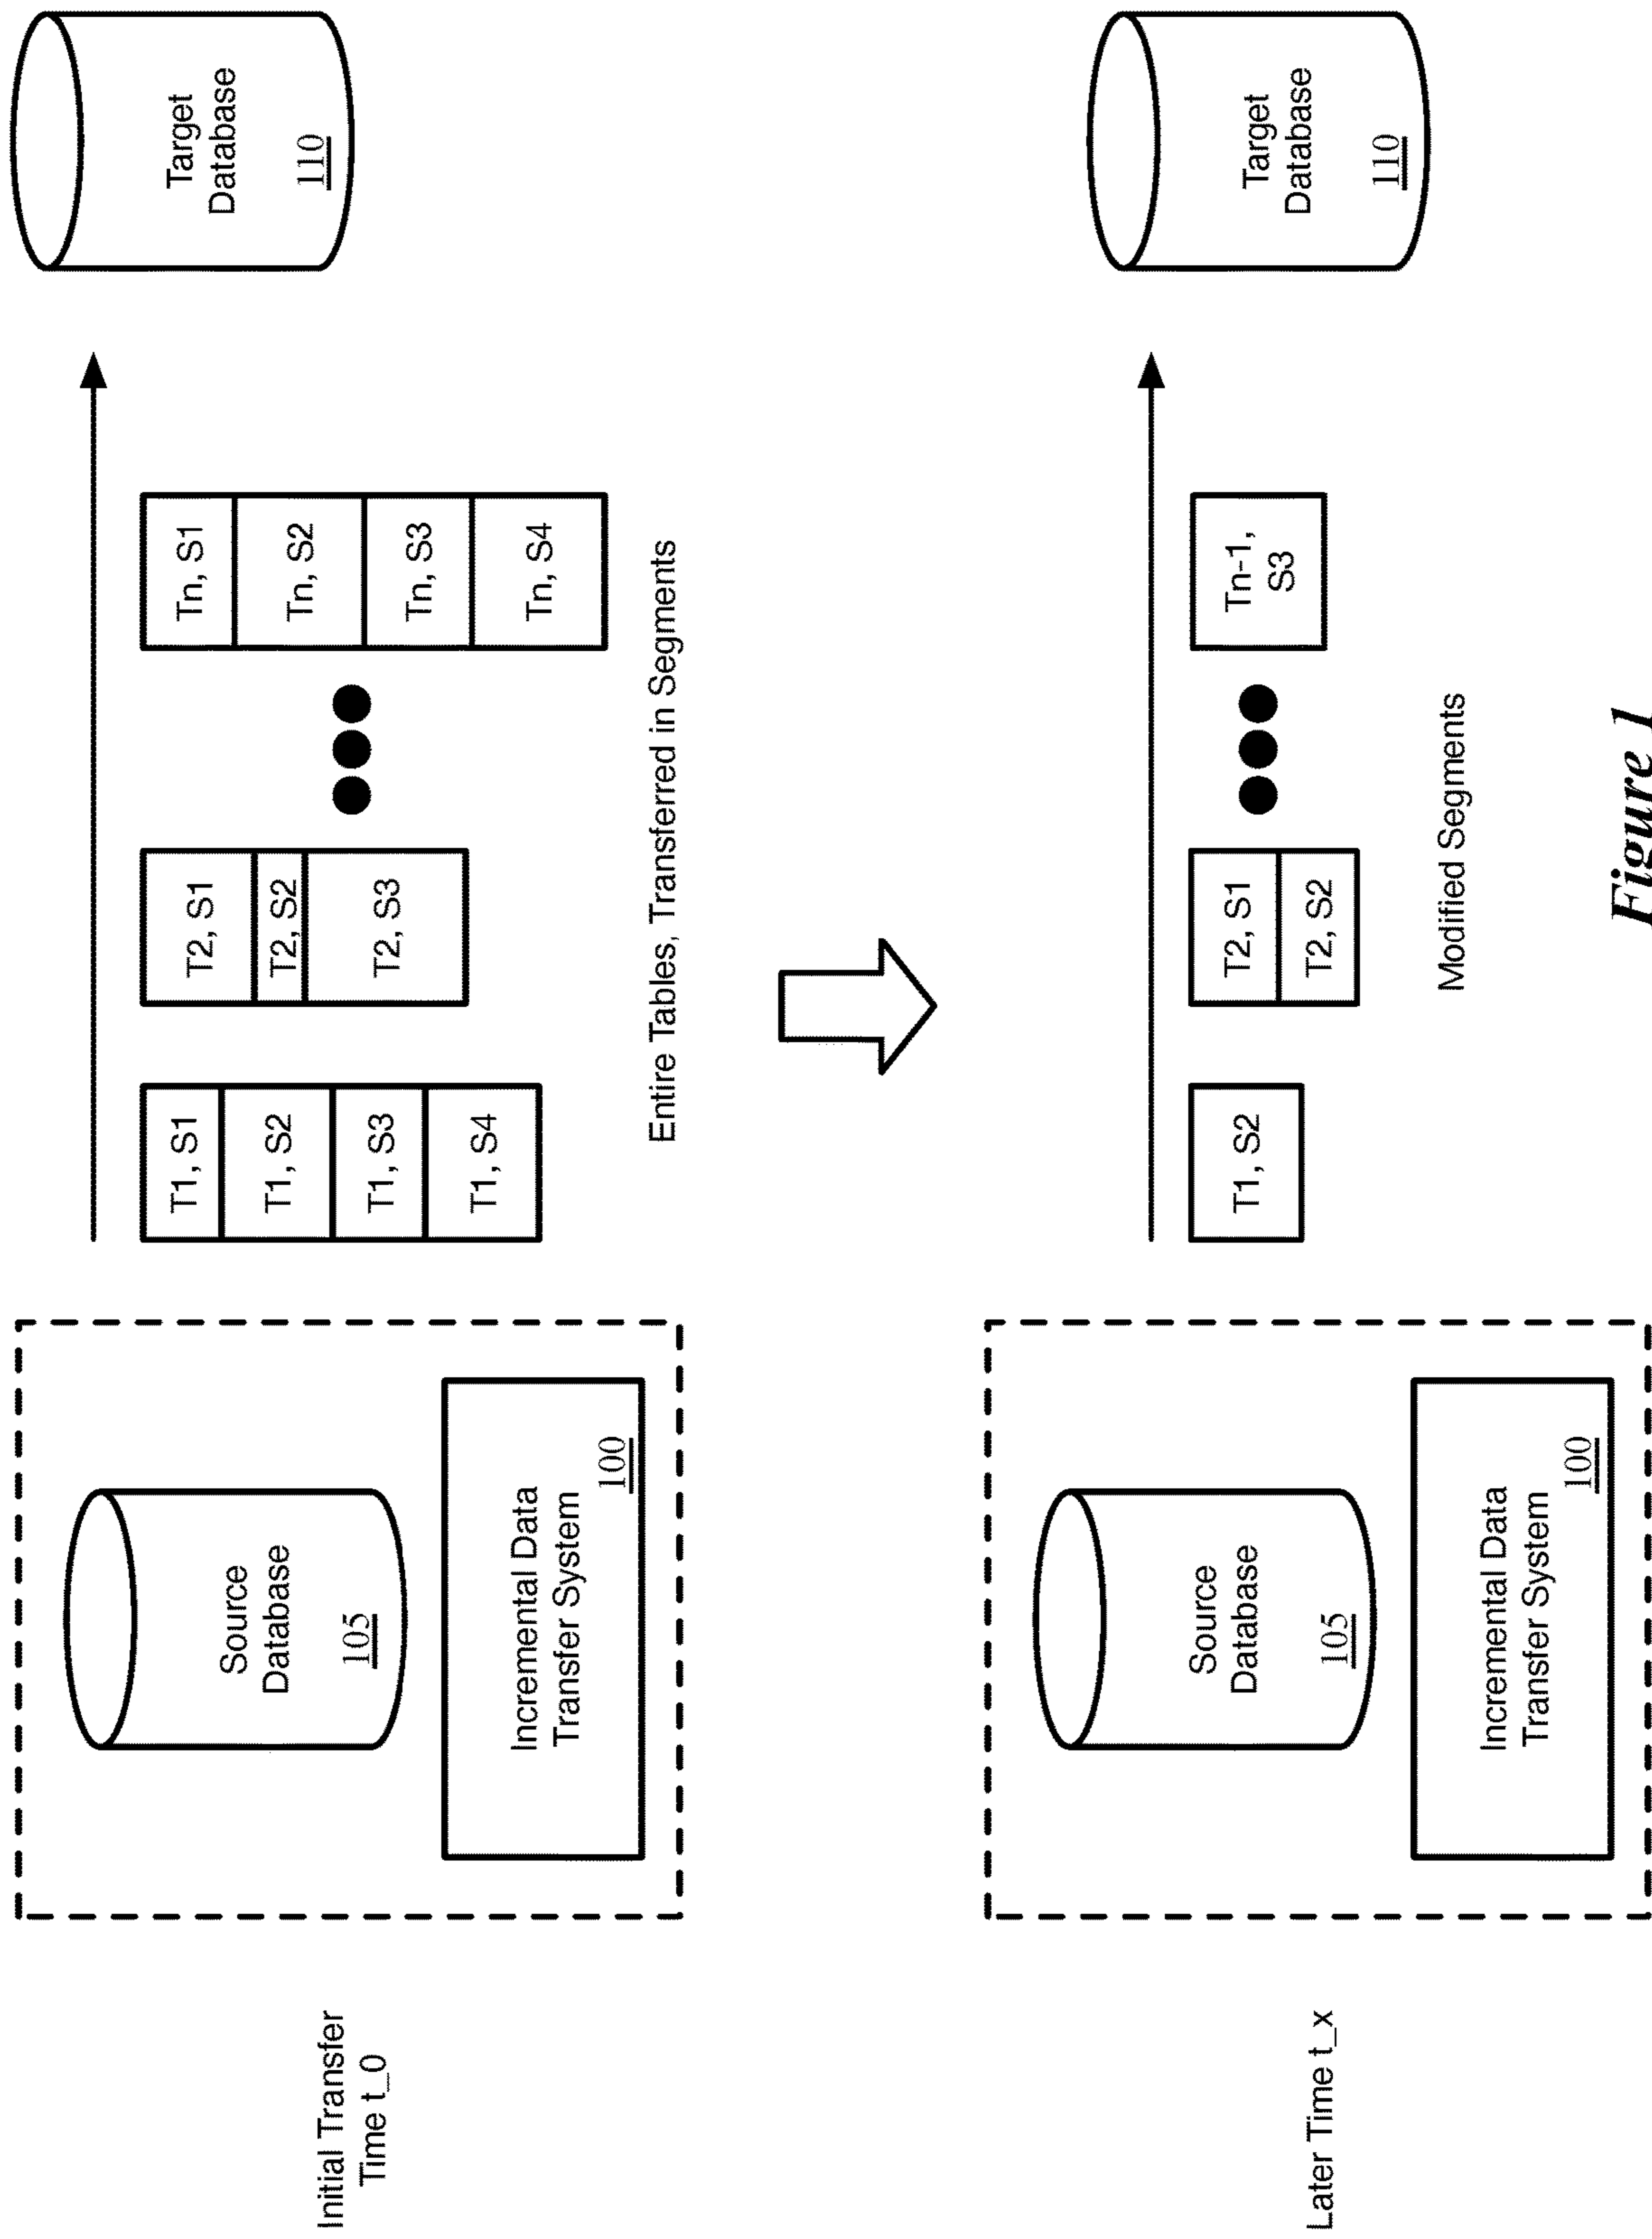 Initial Transfer
Time t_0
Source
Database
105
Incremental Data
Transfer System
100
T1, S1
T1, S2
T1, S3
T1, S4
T2, S1
T2, S2
T2, S3
Tn, S1
Tn, S2
Tn, S3
Tn, S4
Entire Tables, Transferred in Segments
Target
Database
110
Later Time t_x
Source
Database
105
Incremental Data
Transfer System
100
T1, S2
T2, S1
T2, S2
Tn-1,
S3
Modified Segments
Target
Database
110
Figure 1